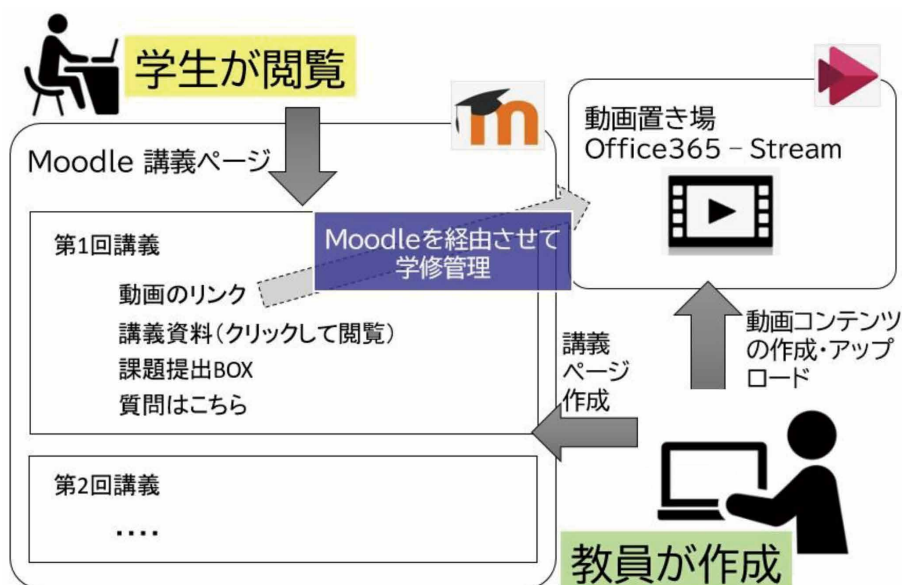 学生が閲覧
Moodle 講義ページ
第1回講義
動画のリンク
講義資料(クリックして閲覧)
課題提出BOX
質問はこちら
Moodleを経由させて
学修管理
動画置き場
Office365 – Stream
講義
ページ
作成
動画コンテンツ
の作成・アップ
ロード
第2回講義
・・・・
教員が作成